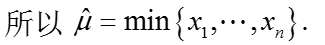 所以 μ̂ = min{x₁,⋯,xₙ}.